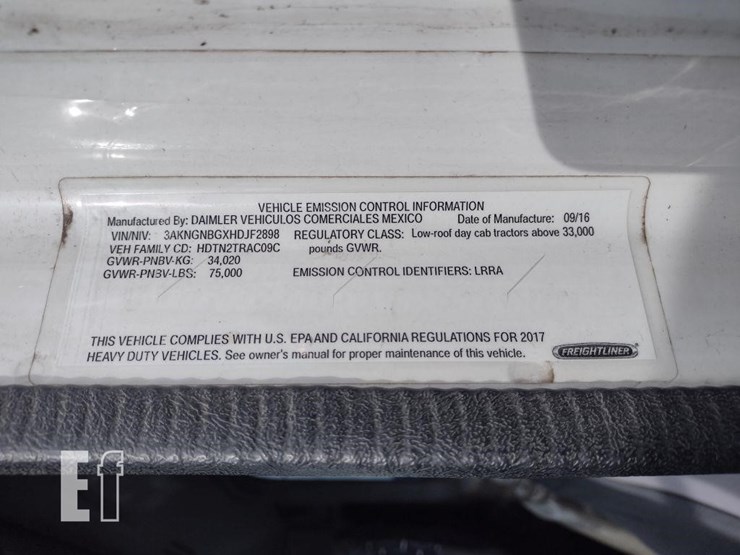 VEHICLE EMISSION CONTROL INFORMATION
Manufactured By: DAIMLER VEHICULOS COMERCIALES MEXICO Date of Manufacture: 09/16
VIN/NIV: 3AKNGNBGXHDJF2898 REGULATORY CLASS: Low-roof day cab tractors above 33,000
VEH FAMILY CD: HDTN2TRAC09C pounds GVWR.
GVWR-PNBV-KG: 34,020
GVWR-PNBV-LBS: 75,000 EMISSION CONTROL IDENTIFIERS: LRRA
THIS VEHICLE COMPLIES WITH U.S. EPA AND CALIFORNIA REGULATIONS FOR 2017
HEAVY DUTY VEHICLES. See owner's manual for proper maintenance of this vehicle.
FREIGHTLINER
Ef